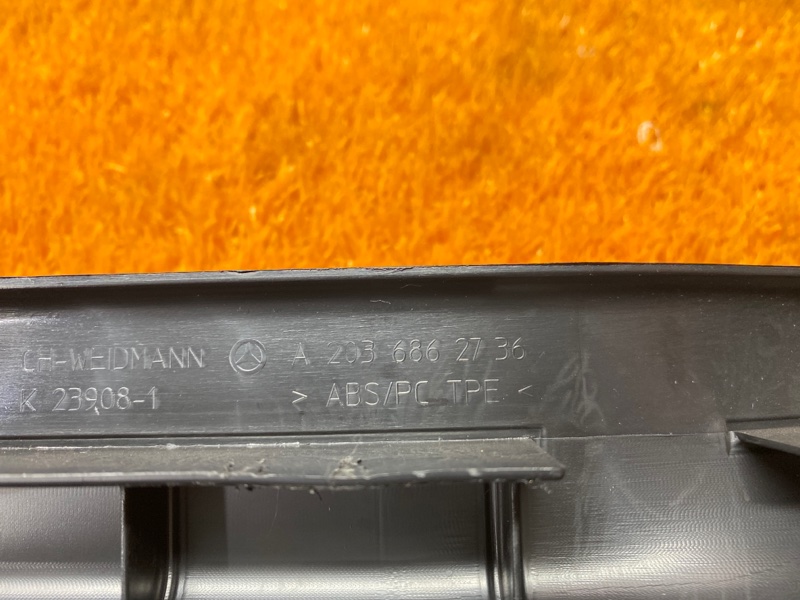 CH-WEIDMANN A 203 686 27 36
K 23908-1 > ABS/PC TPE <